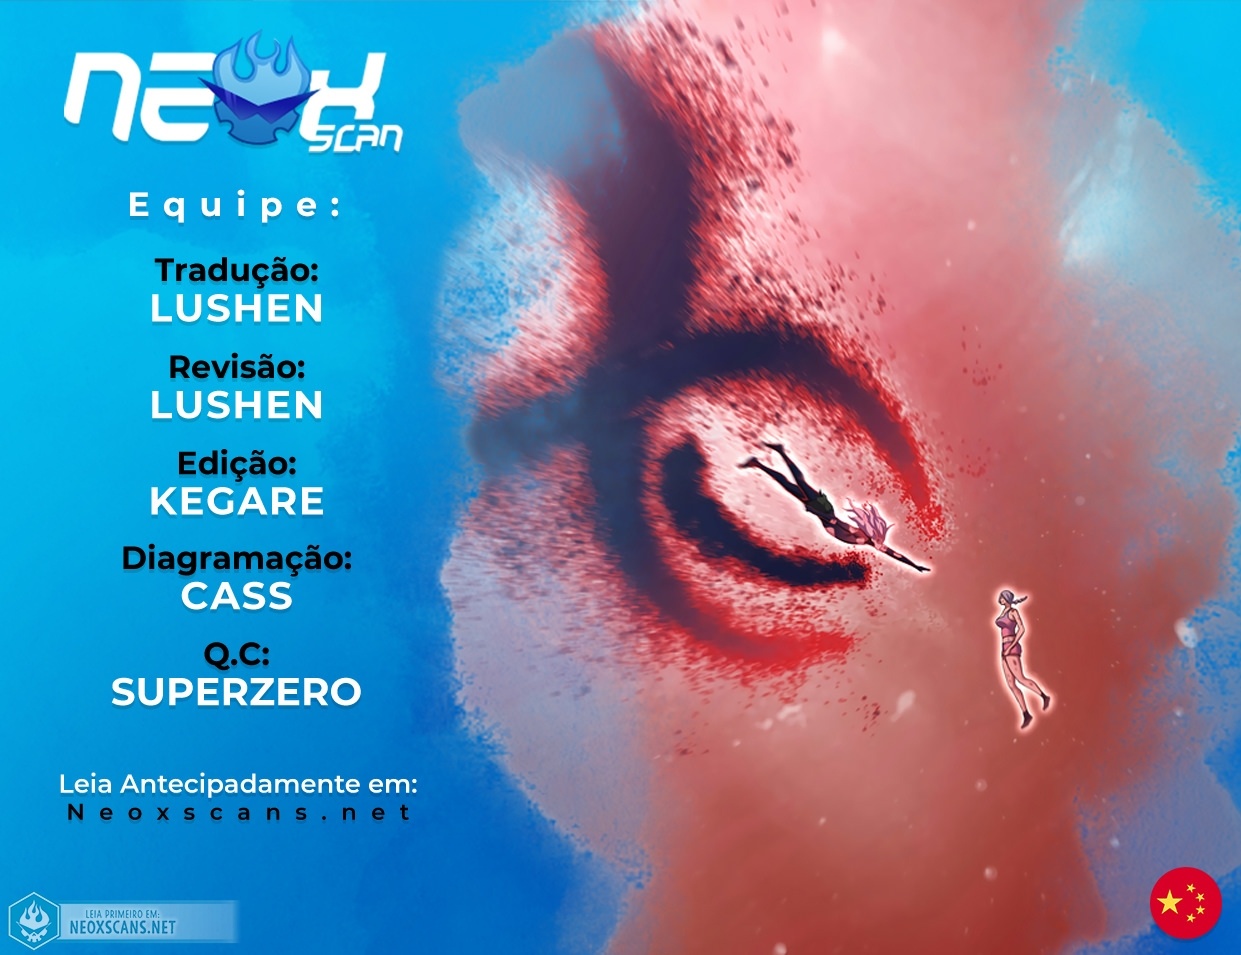 NEOX
SCAN
Equipe:
Tradução:
LUSHEN
Revisão:
LUSHEN
Edição:
KEGARE
Diagramação:
CASS
Q.C:
SUPERZERO
Leia Antecipadamente em:
Neoxscans.net
LEIA PRIMEIRO EM:
NEOXSCANS.NET